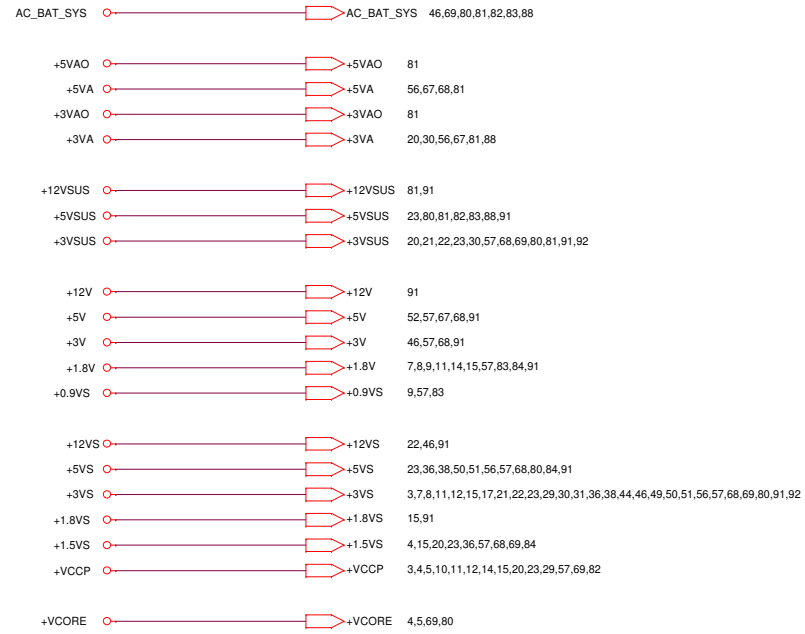 AC_BAT_SYS AC_BAT_SYS 46,69,80,81,82,83,88
+5VAO +5VAO 81
+5VA +5VA 56,67,68,81
+3VAO +3VAO 81
+3VA +3VA 20,30,56,67,81,88
+12VSUS +12VSUS 81,91
+5VSUS +5VSUS 23,80,81,82,83,88,91
+3VSUS +3VSUS 20,21,22,23,30,57,68,69,80,81,91,92
+12V +12V 91
+5V +5V 52,57,67,68,91
+3V +3V 46,57,68,91
+1.8V +1.8V 7,8,9,11,14,15,57,83,84,91
+0.9VS +0.9VS 9,57,83
+12VS +12VS 22,46,91
+5VS +5VS 23,36,38,50,51,56,57,68,80,84,91
+3VS +3VS 3,7,8,11,12,15,17,21,22,23,29,30,31,36,38,44,46,49,50,51,56,57,68,69,80,91,92
+1.8VS +1.8VS 15,91
+1.5VS +1.5VS 4,15,20,23,36,57,68,69,84
+VCCP +VCCP 3,4,5,10,11,12,14,15,20,23,29,57,69,82
+VCORE +VCORE 4,5,69,80